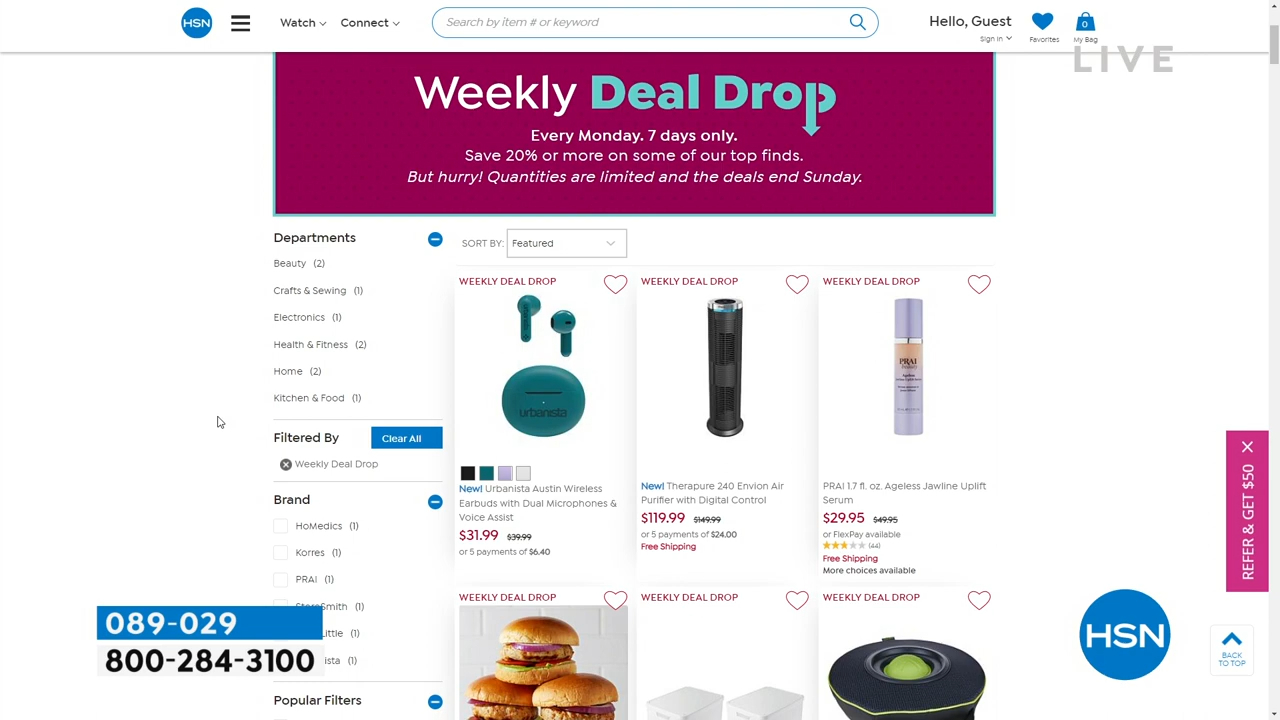 HSN
Watch
Connect
Search by item # or keyword
Hello, Guest
Sign In
Favorites
0
My Bag
LIVE
Weekly Deal Drop
Every Monday. 7 days only.
Save 20% or more on some of our top finds.
But hurry! Quantities are limited and the deals end Sunday.
Departments
Beauty (2)
Crafts & Sewing (1)
Electronics (1)
Health & Fitness (2)
Home (2)
Kitchen & Food (1)
Filtered By
Clear All
Weekly Deal Drop
Brand
HoMedics (1)
Korres (1)
PRAI (1)
(1)
(1)
(1)
Popular Filters
SORT BY: Featured
WEEKLY DEAL DROP
urbanista
New! Urbanista Austin Wireless
Earbuds with Dual Microphones &
Voice Assist
$31.99 $39.99
or 5 payments of $6.40
WEEKLY DEAL DROP
New! Therapure 240 Envion Air
Purifier with Digital Control
$119.99 $149.99
or 5 payments of $24.00
Free Shipping
WEEKLY DEAL DROP
PRAI
beauty
Ageless
PRAI 1.7 fl. oz. Ageless Jawline Uplift
Serum
$29.95 $49.95
or FlexPay available
(44)
Free Shipping
More choices available
WEEKLY DEAL DROP
WEEKLY DEAL DROP
WEEKLY DEAL DROP
089-029
800-284-3100
REFER & GET $50
HSN
BACK
TO TOP